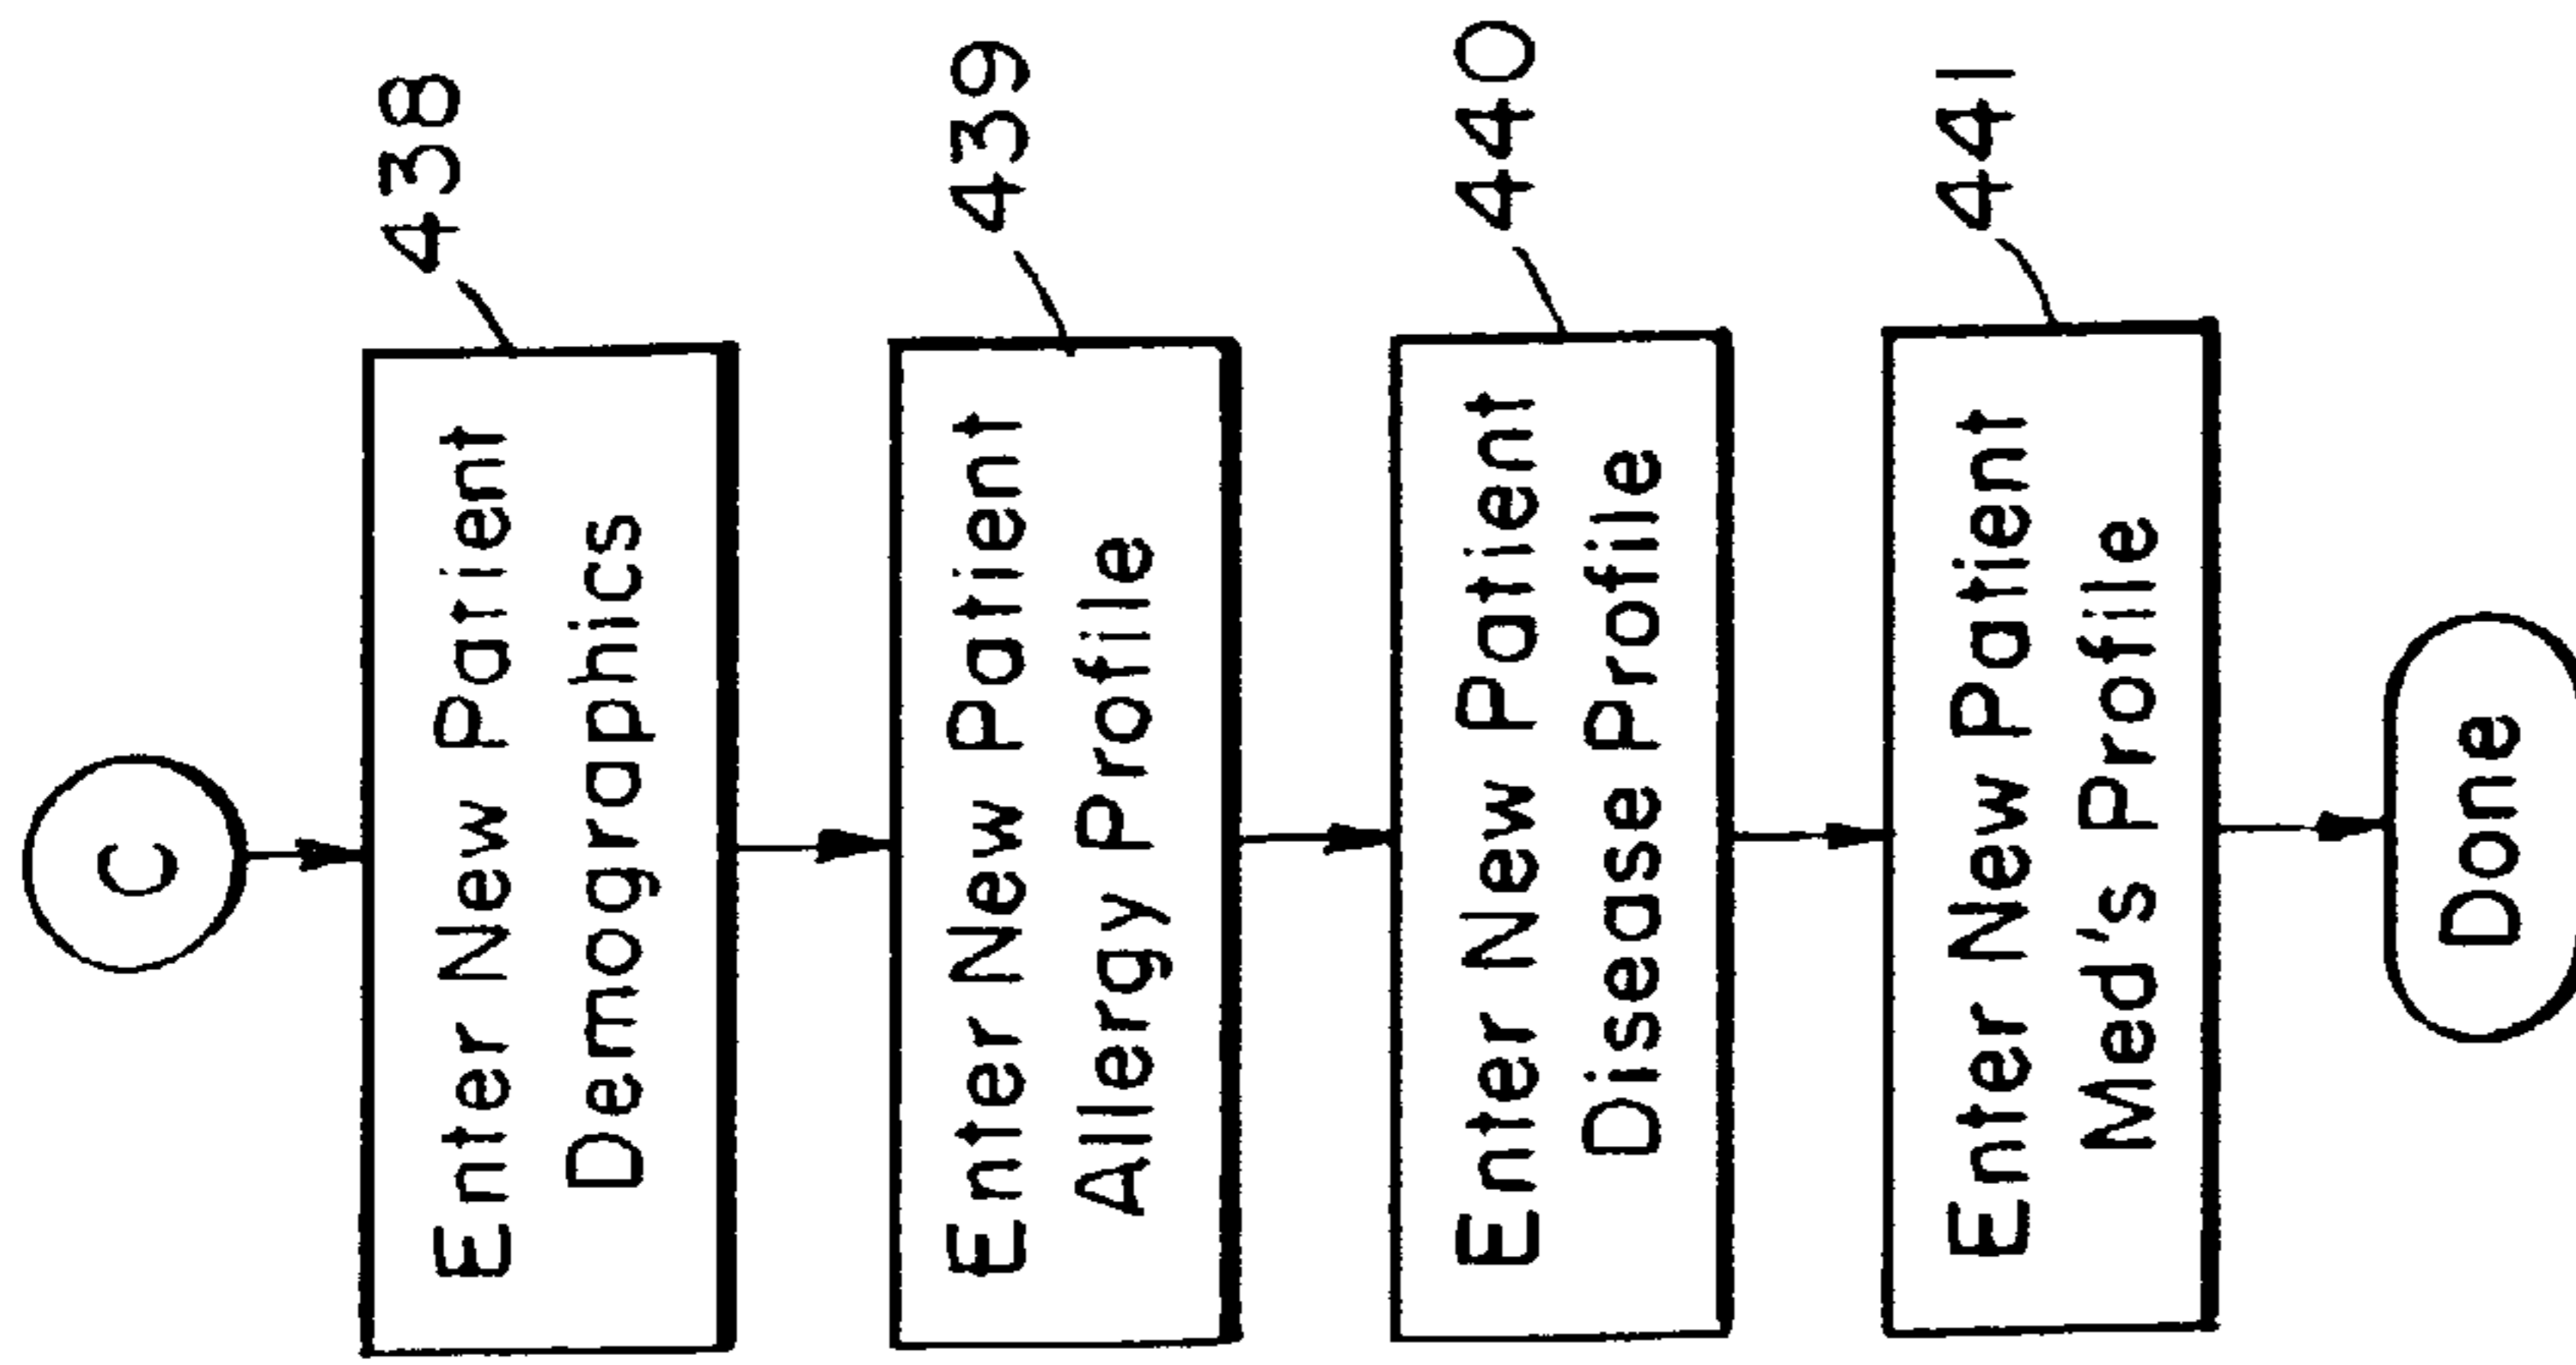 C
438
Enter New Patient
Demographics
439
Enter New Patient
Allergy Profile
440
Enter New Patient
Disease Profile
441
Enter New Patient
Med's Profile
Done